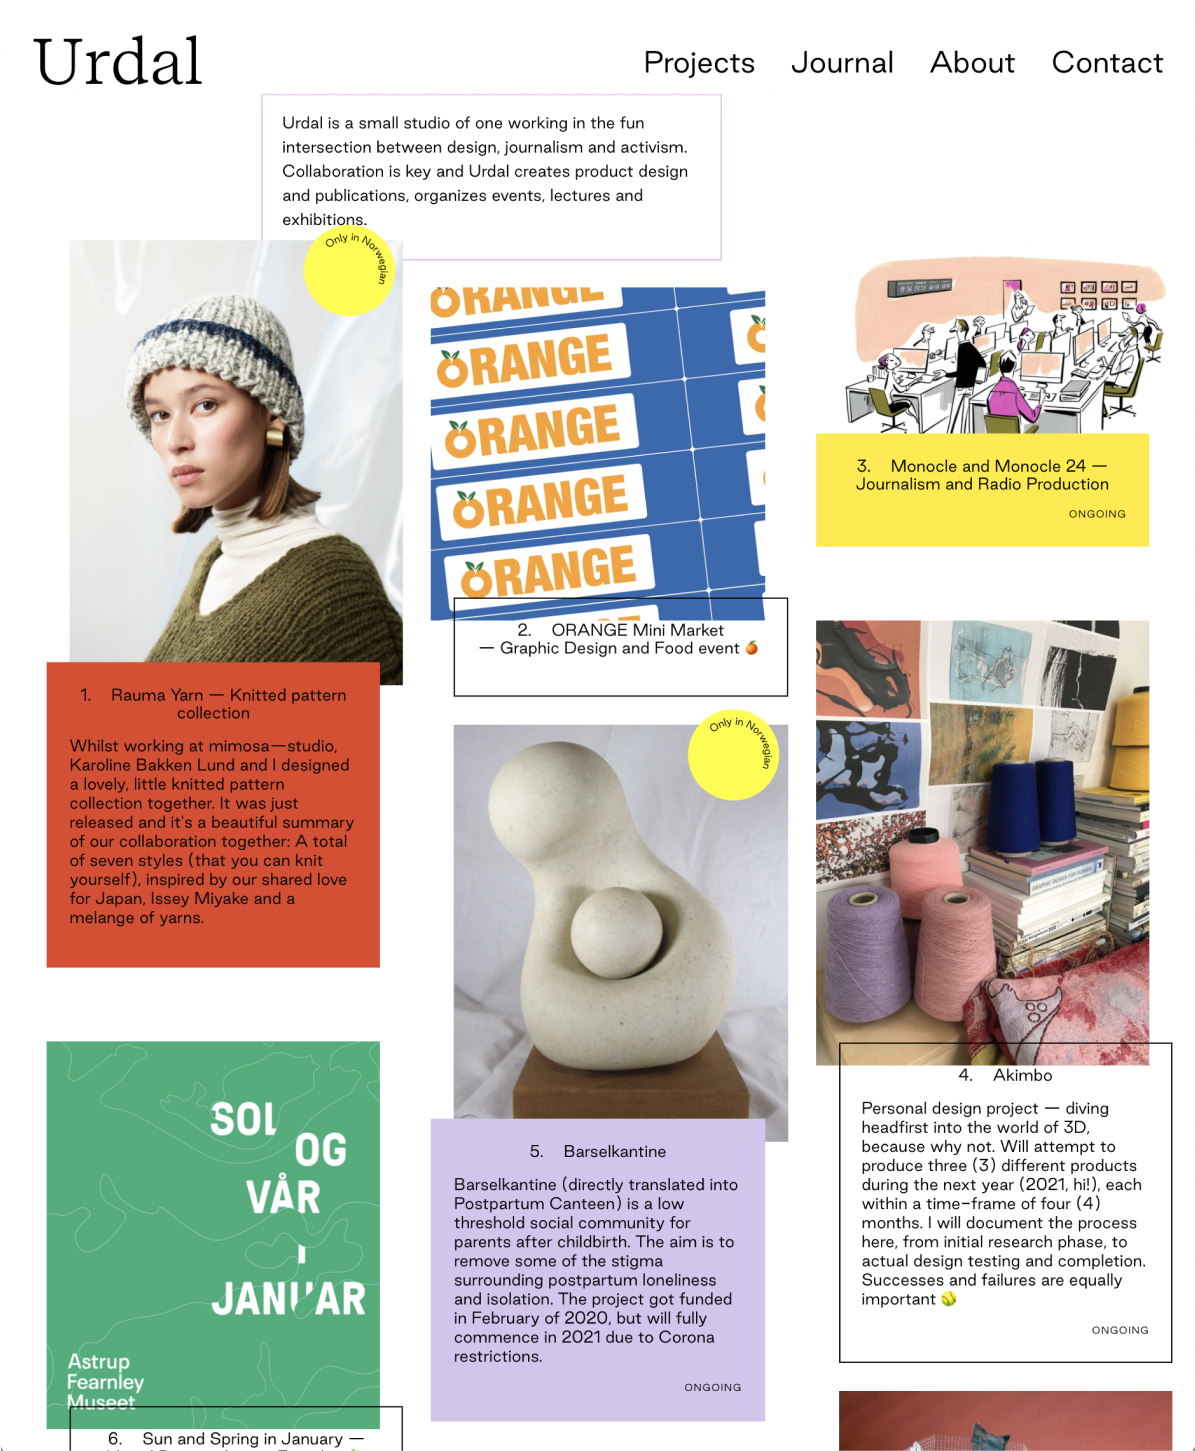 Urdal
Projects Journal About Contact
Urdal is a small studio of one working in the fun
intersection between design, journalism and activism.
Collaboration is key and Urdal creates product design
and publications, organizes events, lectures and
exhibitions.
Only in Norwegian
ORANGE
ORANGE
ORANGE
ORANGE
ORANGE
3. Monocle and Monocle 24 —
Journalism and Radio Production
ONGOING
2. ORANGE Mini Market
— Graphic Design and Food event 🍊
1. Rauma Yarn — Knitted pattern
collection
Whilst working at mimosa—studio,
Karoline Bakken Lund and I designed
a lovely, little knitted pattern
collection together. It was just
released and it's a beautiful summary
of our collaboration together: A total
of seven styles (that you can knit
yourself), inspired by our shared love
for Japan, Issey Miyake and a
melange of yarns.
Only in Norwegian
4. Akimbo
Personal design project — diving
headfirst into the world of 3D,
because why not. Will attempt to
produce three (3) different products
during the next year (2021, hi!), each
within a time-frame of four (4)
months. I will document the process
here, from initial research phase, to
actual design testing and completion.
Successes and failures are equally
important 🥎
ONGOING
5. Barselkantine
Barselkantine (directly translated into
Postpartum Canteen) is a low
threshold social community for
parents after childbirth. The aim is to
remove some of the stigma
surrounding postpartum loneliness
and isolation. The project got funded
in February of 2020, but will fully
commence in 2021 due to Corona
restrictions.
ONGOING
SOL
OG
VÅR
I
JANUAR
Astrup
Fearnley
Museet
6. Sun and Spring in January —